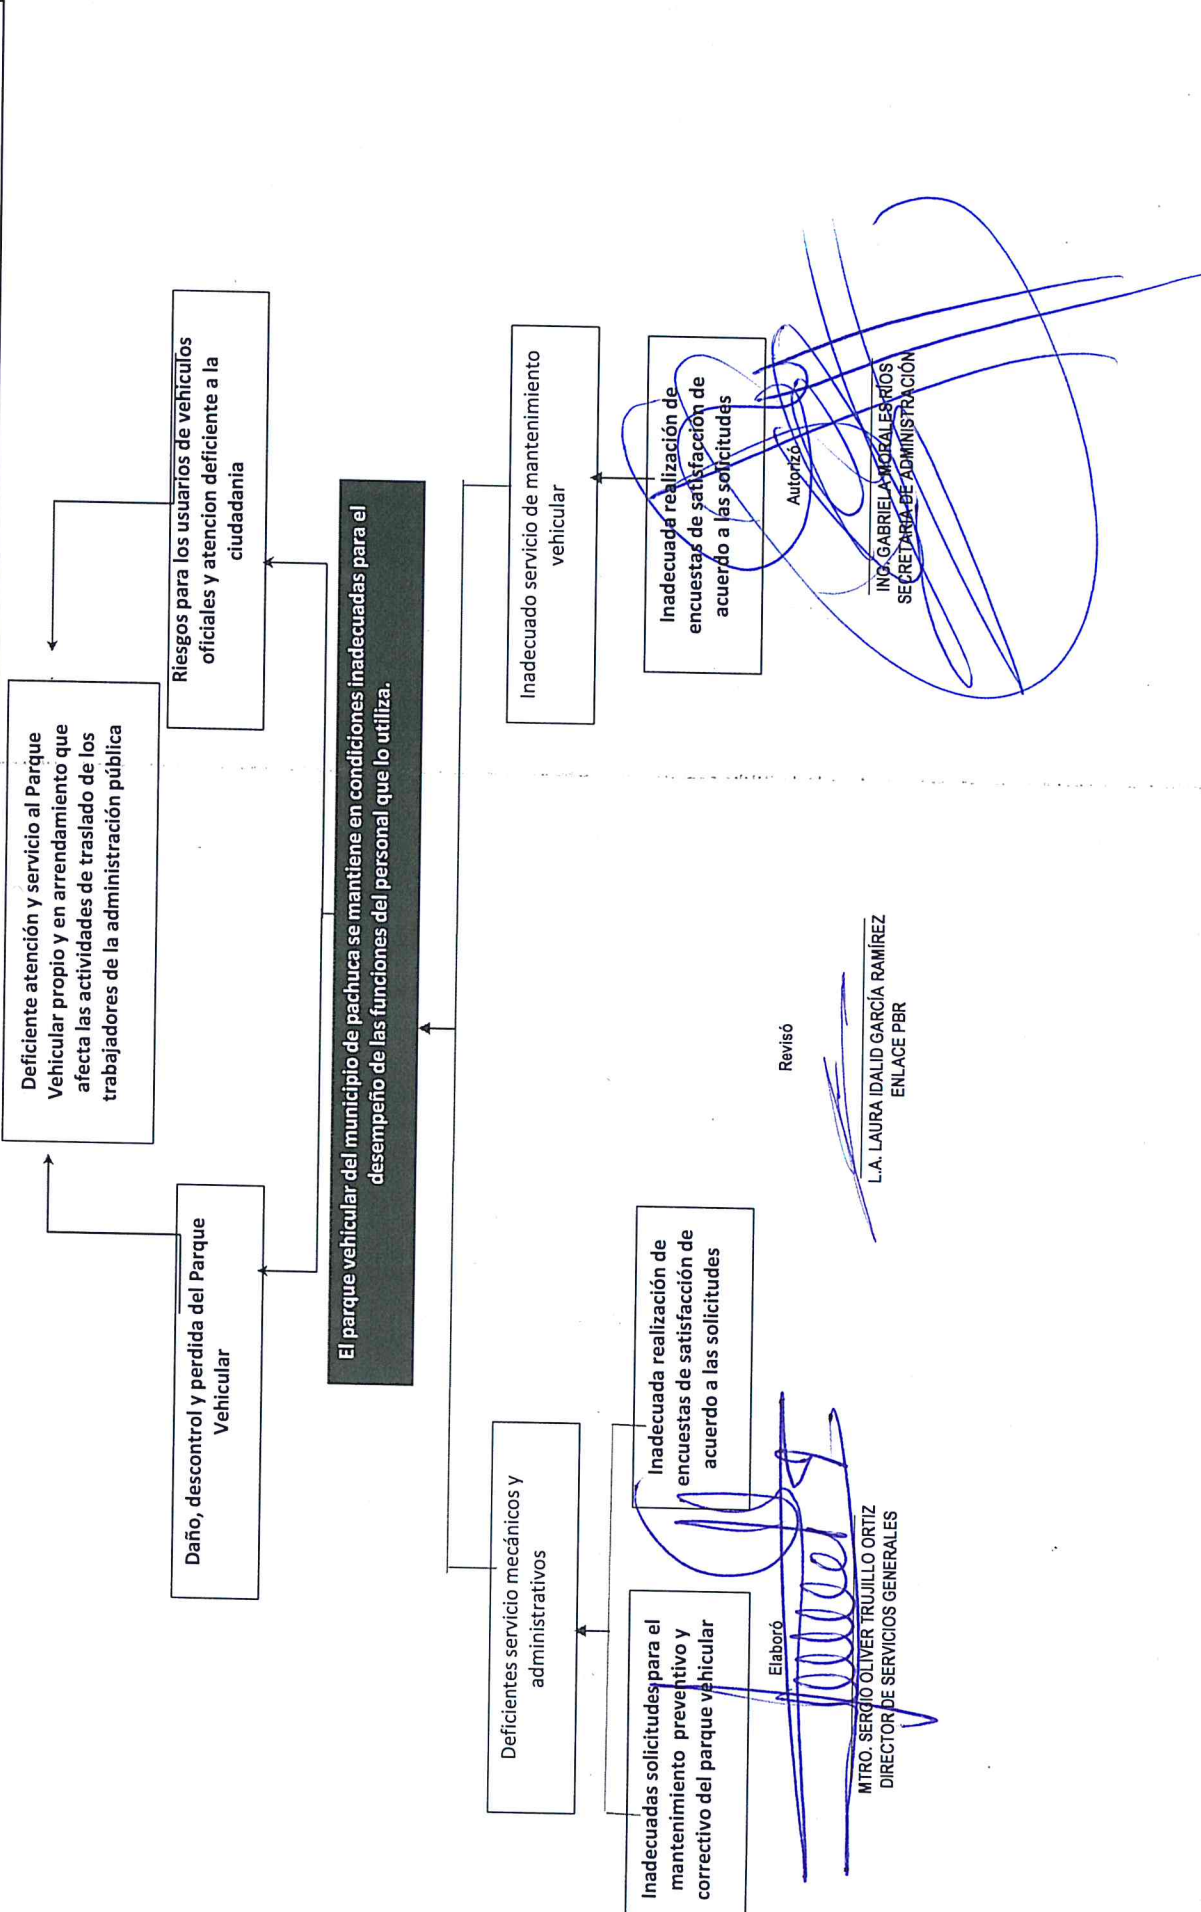 Deficiente atención y servicio al Parque
Vehicular propio y en arrendamiento que
afecta las actividades de traslado de los
trabajadores de la administración pública
Daño, descontrol y perdida del Parque
Vehicular
Riesgos para los usuarios de vehiculos
oficiales y atencion deficiente a la
ciudadania
El parque vehicular del municipio de pachuca se mantiene en condiciones inadecuadas para el
desempeño de las funciones del personal que lo utiliza.
Deficientes servicio mecánicos y
administrativos
Inadecuado servicio de mantenimiento
vehicular
Inadecuadas solicitudes para el
mantenimiento preventivo y
correctivo del parque vehicular
Inadecuada realización de
encuestas de satisfacción de
acuerdo a las solicitudes
Inadecuada realización de
encuestas de satisfacción de
acuerdo a las solicitudes
Elaboró
MTRO. SERGIO OLIVER TRUJILLO ORTIZ
DIRECTOR DE SERVICIOS GENERALES
Revisó
L.A. LAURA IDALID GARCÍA RAMÍREZ
ENLACE PBR
Autorizó
ING. GABRIELA MORALES RÍOS
SECRETARIA DE ADMINISTRACIÓN